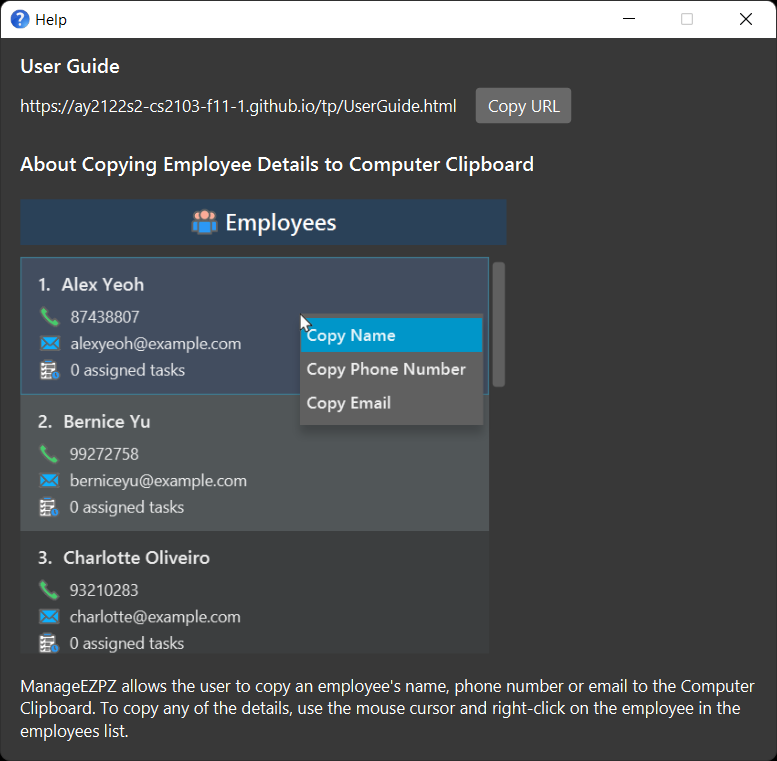 Help
User Guide
https://ay2122s2-cs2103-f11-1.github.io/tp/UserGuide.html Copy URL
About Copying Employee Details to Computer Clipboard
Employees
1. Alex Yeoh
87438807
alexyeoh@example.com
0 assigned tasks
Copy Name
Copy Phone Number
Copy Email
2. Bernice Yu
99272758
berniceyu@example.com
0 assigned tasks
3. Charlotte Oliveiro
93210283
charlotte@example.com
0 assigned tasks
ManageEZPZ allows the user to copy an employee's name, phone number or email to the Computer
Clipboard. To copy any of the details, use the mouse cursor and right-click on the employee in the
employees list.